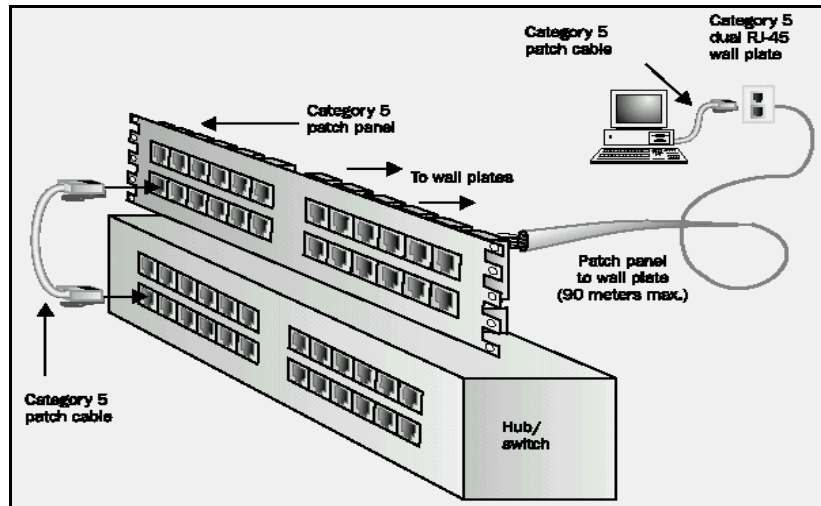 Category 5
patch cable
Category 5
dual RJ-45
wall plate
Category 5
patch panel
To wall plates
Patch panel
to wall plate
(90 meters max.)
Category 5
patch cable
Hub/
switch